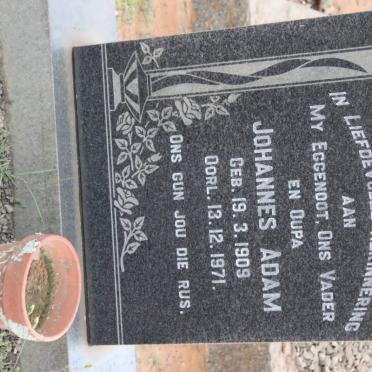 IN LIEFDEVOLLE HERINNERING
AAN
MY EGGENOOT, ONS VADER
EN OUPA
JOHANNES ADAM
GEB. 19. 3. 1909
OORL. 13. 12. 1971.
ONS GUN JOU DIE RUS.